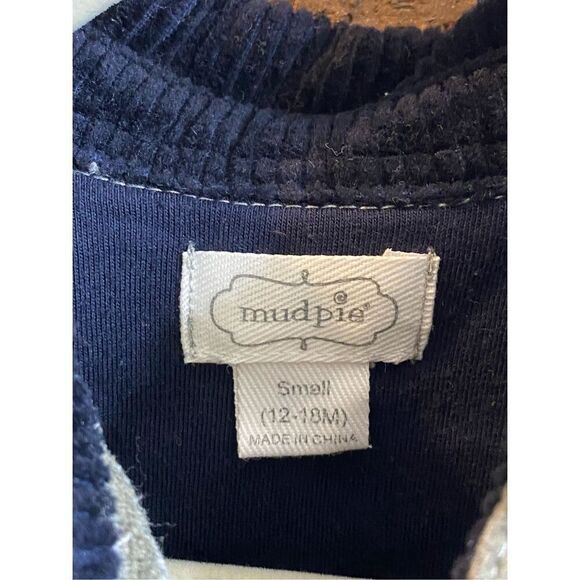 mudpie®
Small
(12-18M)
MADE IN CHINA